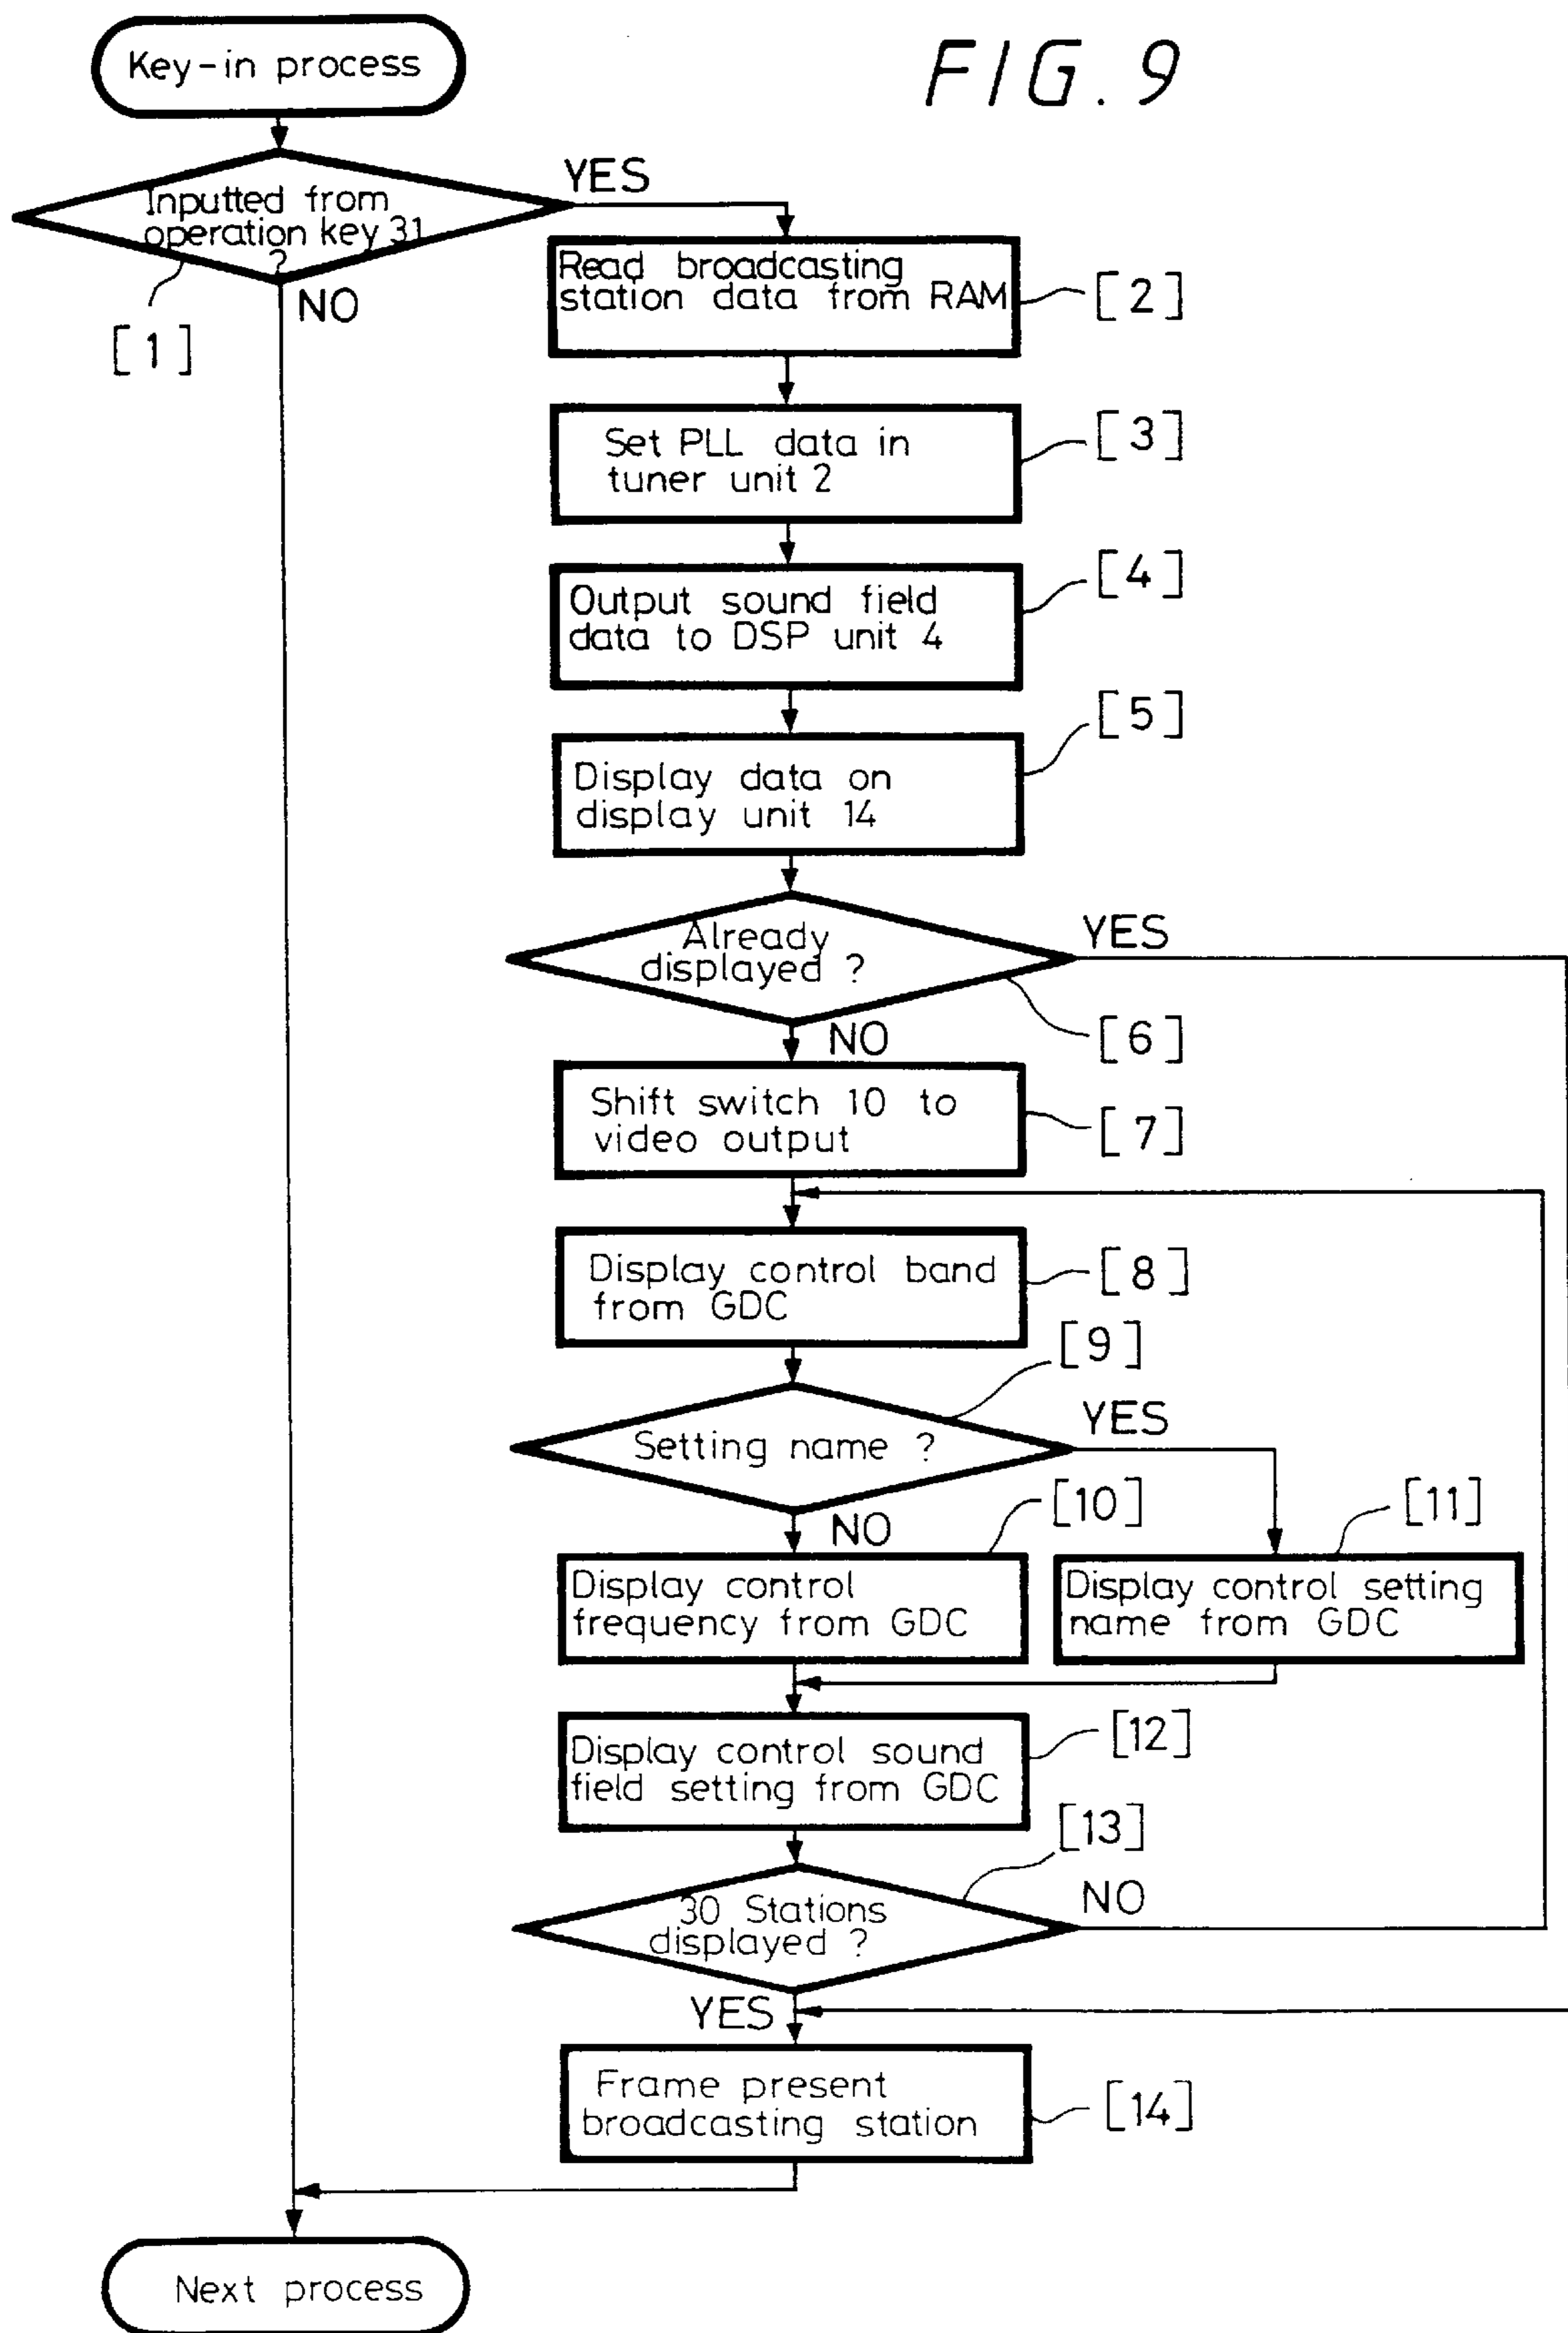 FIG. 9
Key-in process
Inputted from
operation key 31
?
YES
NO
[1]
Read broadcasting
station data from RAM
[2]
Set PLL data in
tuner unit 2
[3]
Output sound field
data to DSP unit 4
[4]
Display data on
display unit 14
[5]
Already
displayed ?
YES
NO
[6]
Shift switch 10 to
video output
[7]
Display control band
from GDC
[8]
Setting name ?
[9]
YES
NO
Display control
frequency from GDC
[10]
Display control setting
name from GDC
[11]
Display control sound
field setting from GDC
[12]
30 Stations
displayed ?
[13]
NO
YES
Frame present
broadcasting station
[14]
Next process